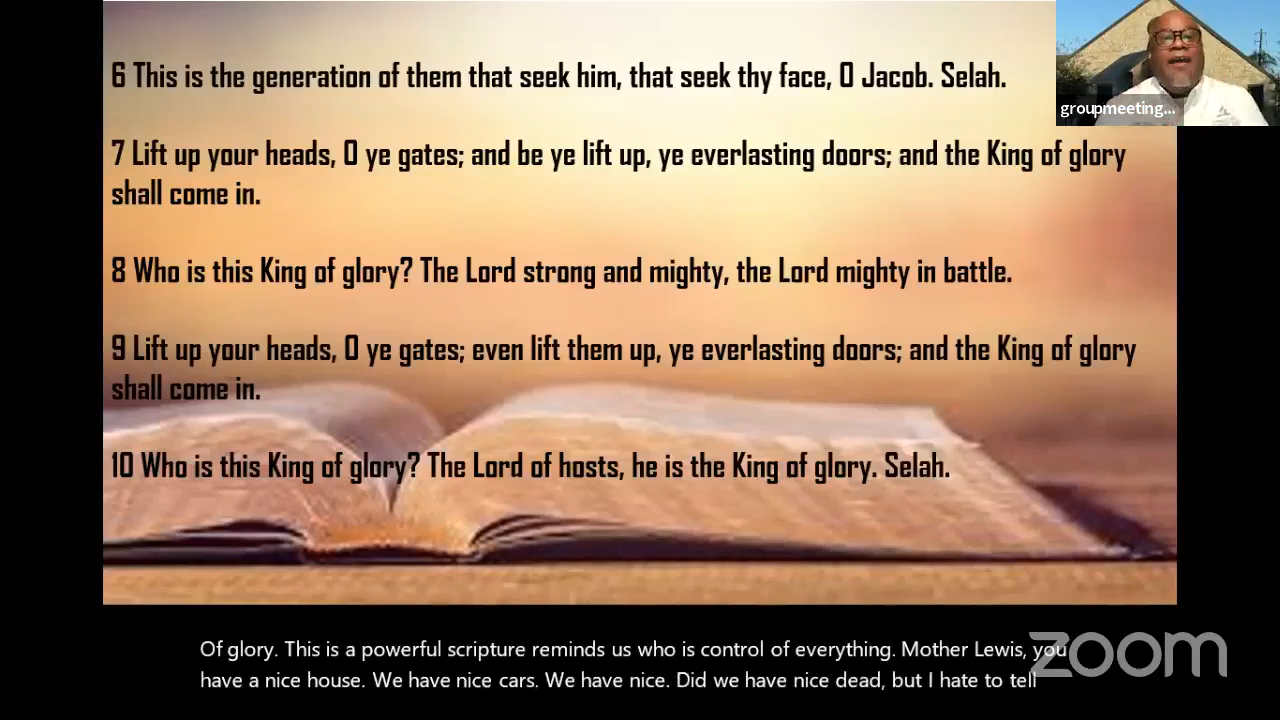 6 This is the generation of them that seek him, that seek thy face, O Jacob. Selah.
groupmeeting...
7 Lift up your heads, O ye gates; and be ye lift up, ye everlasting doors; and the King of glory
shall come in.
8 Who is this King of glory? The Lord strong and mighty, the Lord mighty in battle.
9 Lift up your heads, O ye gates; even lift them up, ye everlasting doors; and the King of glory
shall come in.
10 Who is this King of glory? The Lord of hosts, he is the King of glory. Selah.
Of glory. This is a powerful scripture reminds us who is control of everything. Mother Lewis, you
have a nice house. We have nice cars. We have nice. Did we have nice dead, but I hate to tell
zoom